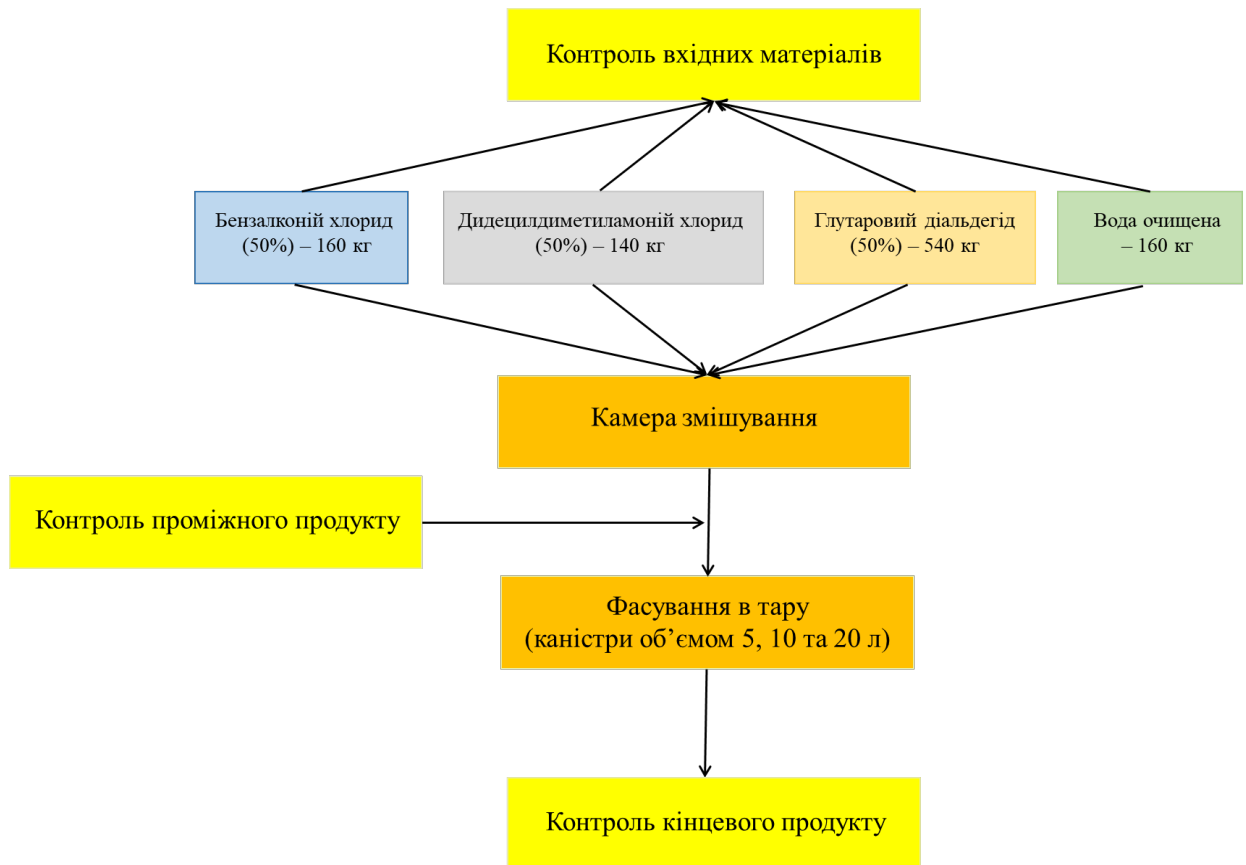 Контроль вхідних матеріалів
Бензалконій хлорид
(50%) – 160 кг
Дидецилдиметиламоній хлорид
(50%) – 140 кг
Глутаровий діальдегід
(50%) – 540 кг
Вода очищена
– 160 кг
Камера змішування
Контроль проміжного продукту
Фасування в тару
(каністри об’ємом 5, 10 та 20 л)
Контроль кінцевого продукту